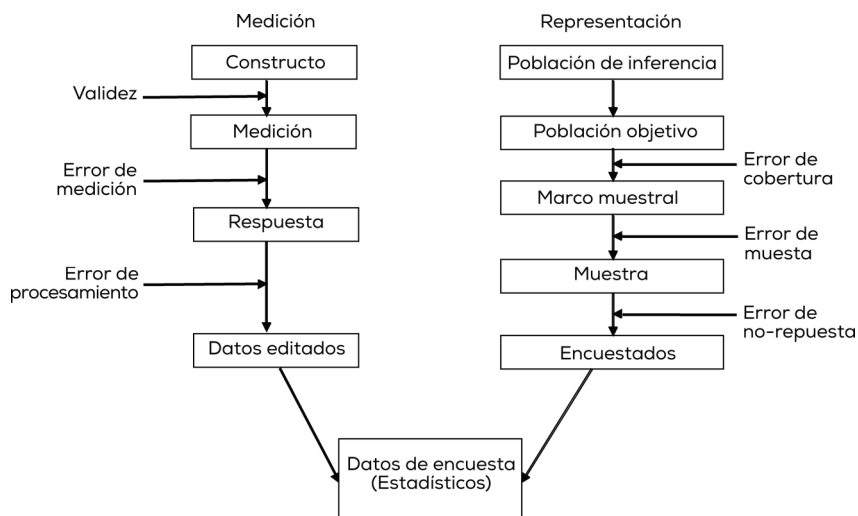 Medición
Constructo
Validez
Medición
Error de
medición
Respuesta
Error de
procesamiento
Datos editados
Representación
Población de inferencia
Población objetivo
Error de
cobertura
Marco muestral
Error de
muesta
Muestra
Error de
no-repuesta
Encuestados
Datos de encuesta
(Estadísticos)